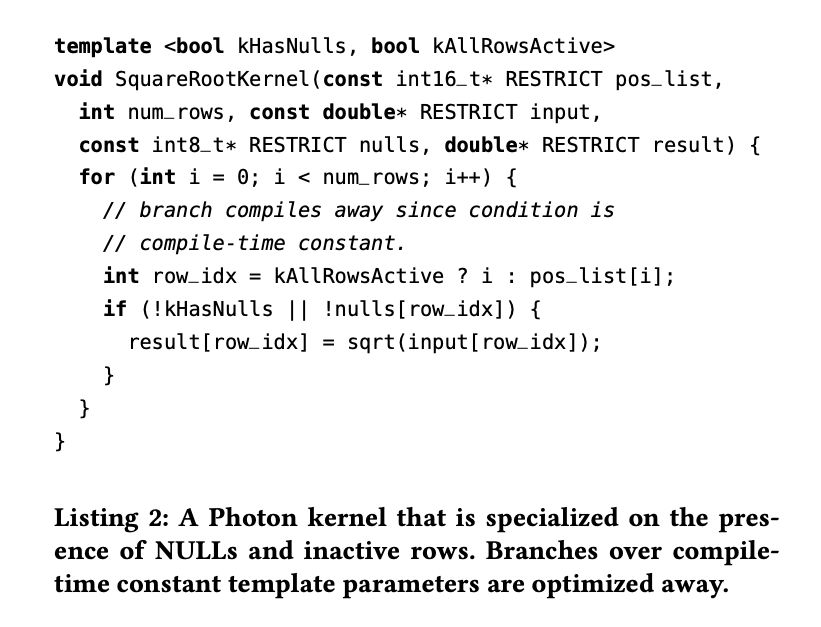 template <bool kHasNulls, bool kAllRowsActive>
void SquareRootKernel(const int16_t* RESTRICT pos_list,
  int num_rows, const double* RESTRICT input,
  const int8_t* RESTRICT nulls, double* RESTRICT result) {
  for (int i = 0; i < num_rows; i++) {
    // branch compiles away since condition is
    // compile-time constant.
    int row_idx = kAllRowsActive ? i : pos_list[i];
    if (!kHasNulls || !nulls[row_idx]) {
      result[row_idx] = sqrt(input[row_idx]);
    }
  }
}
Listing 2: A Photon kernel that is specialized on the pres-
ence of NULLs and inactive rows. Branches over compile-
time constant template parameters are optimized away.